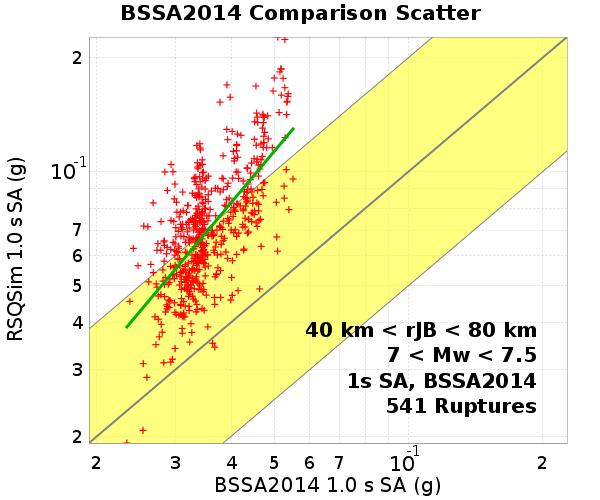 BSSA2014 Comparison Scatter
RSQSim 1.0 s SA (g)
2
10-1
7
6
5
4
3
2
40 km < rJB < 80 km
7 < Mw < 7.5
1s SA, BSSA2014
541 Ruptures
2 3 4 5 6 7 10-1 2
BSSA2014 1.0 s SA (g)